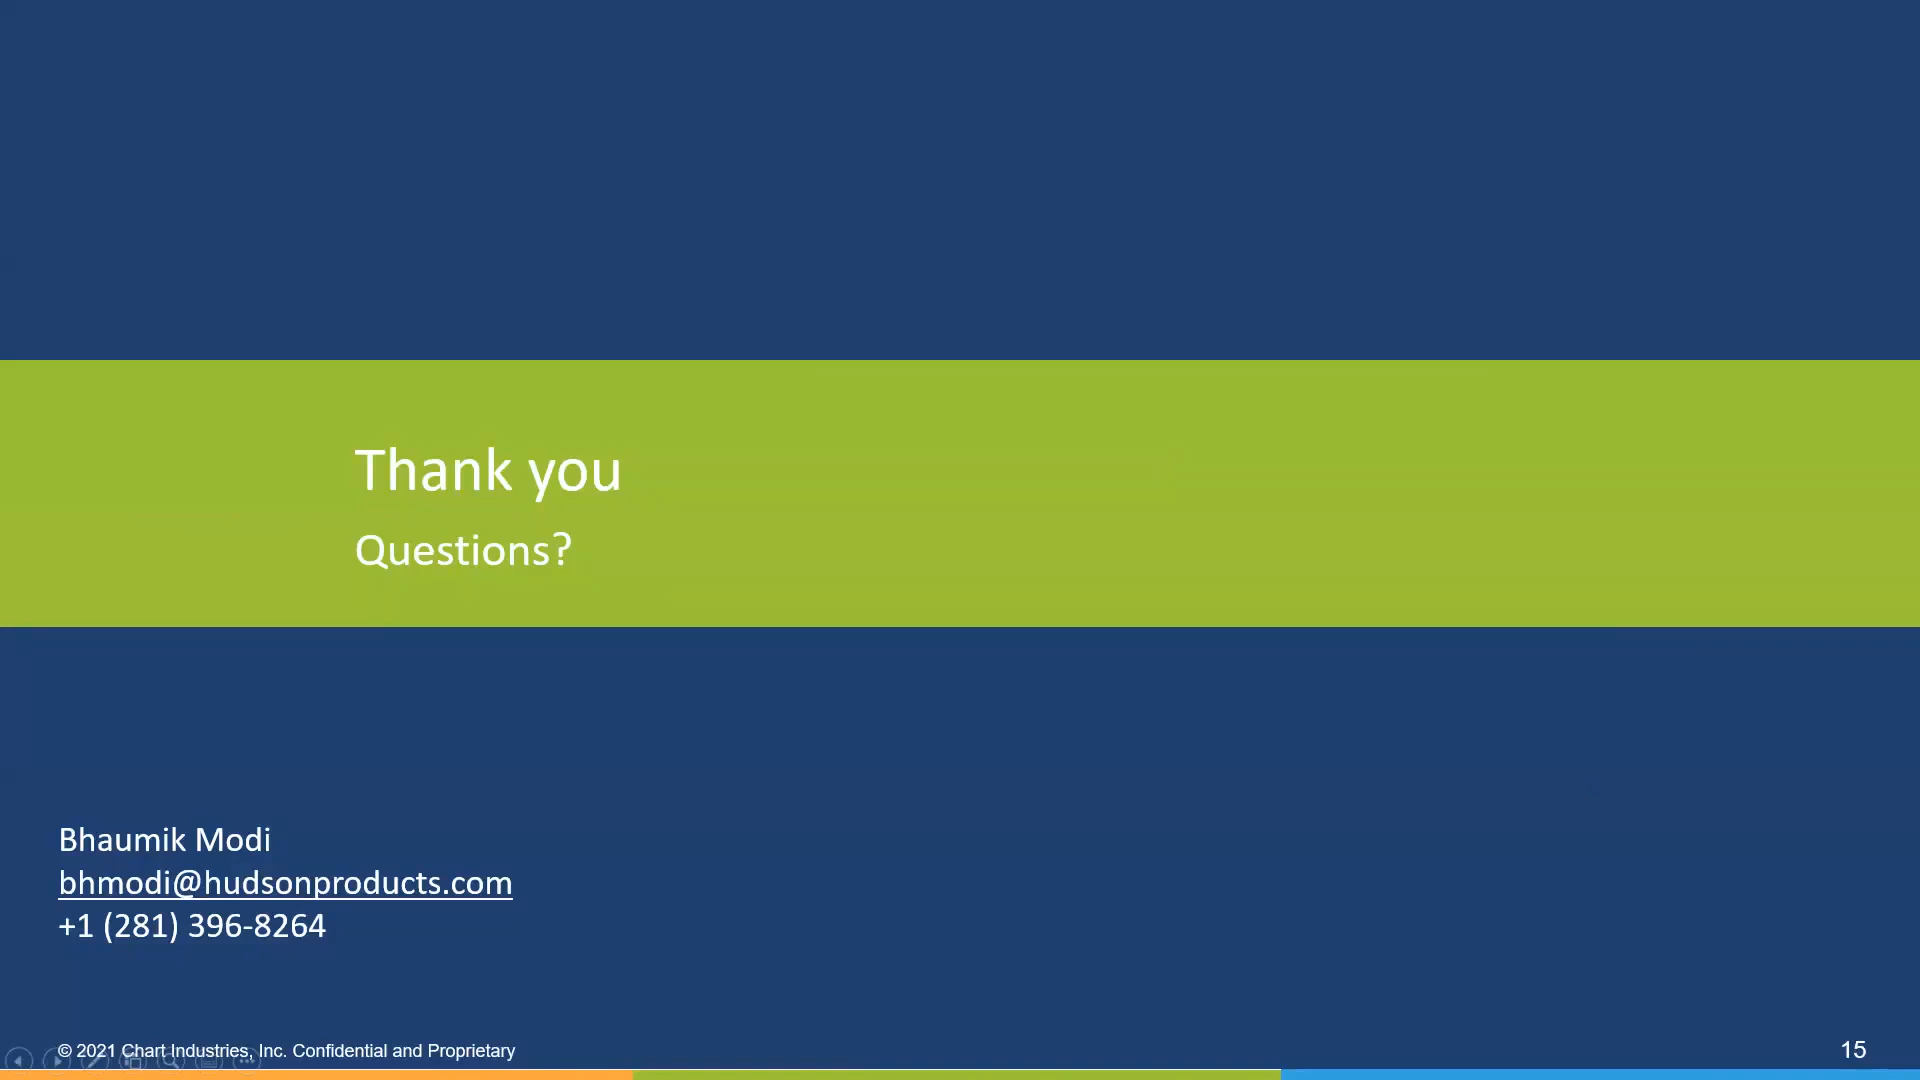 Thank you
Questions?
Bhaumik Modi
bhmodi@hudsonproducts.com
+1 (281) 396-8264
© 2021 Chart Industries, Inc. Confidential and Proprietary
15